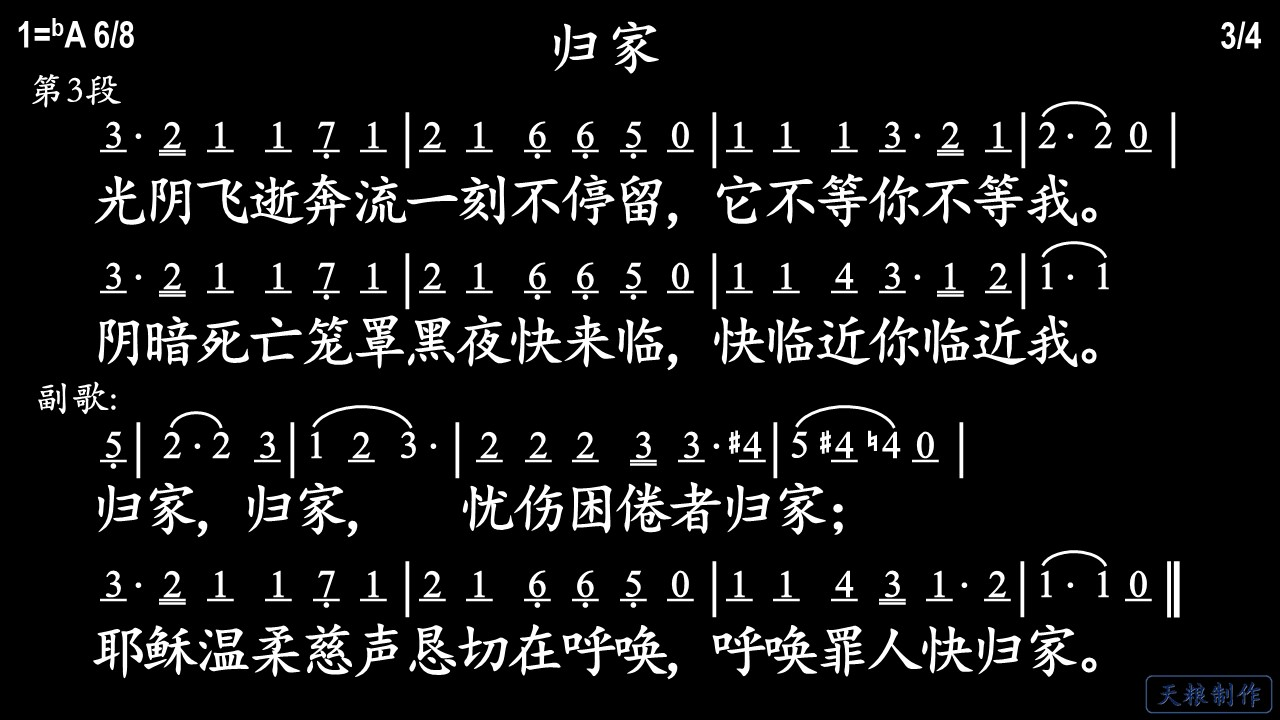 1=ᵇA 6/8
归家
3/4
第3段
3· 2 1 1 7 1 | 2 1 6 6 5 0 | 1 1 1 3· 2 1 | 2· 2 0 |
光阴飞逝奔流一刻不停留，它不等你不等我。
3· 2 1 1 7 1 | 2 1 6 6 5 0 | 1 1 4 3· 1 2 | 1· 1
阴暗死亡笼罩黑夜快来临，快临近你临近我。
副歌:
5 | 2· 2 3 | 1 2 3· | 2 2 2 3 3· #4 | 5 #4 ♮4 0 |
归家，归家，忧伤困倦者归家；
3· 2 1 1 7 1 | 2 1 6 6 5 0 | 1 1 4 3 1· 2 | 1· 1 0 ‖
耶稣温柔慈声恳切在呼唤，呼唤罪人快归家。
天粮制作